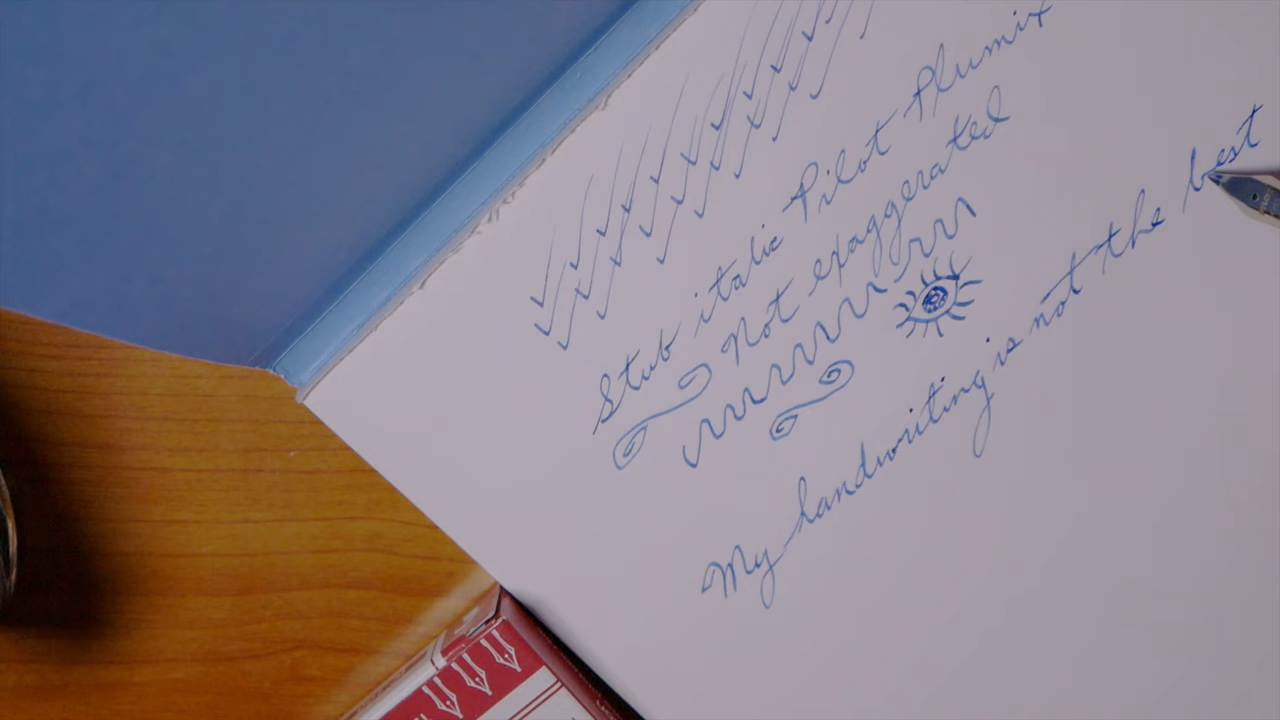 Stub italic Pilot Plumix
Not exaggerated
My handwriting is not the best